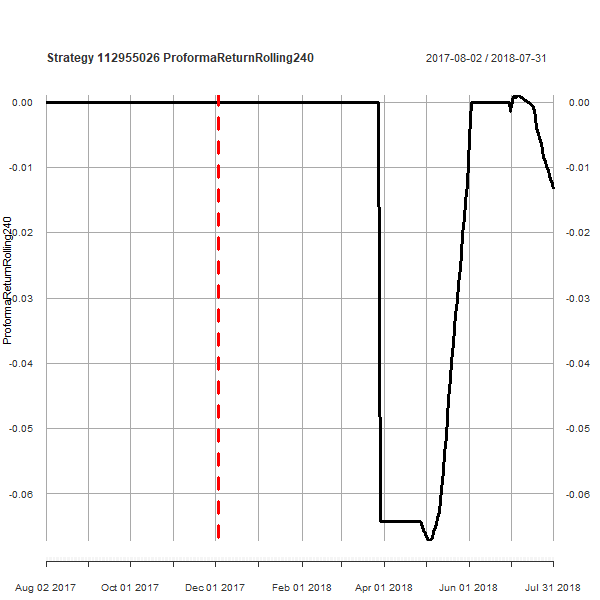 Strategy 112955026 ProformaReturnRolling240 2017-08-02 / 2018-07-31
0.00 0.00
-0.01 -0.01
-0.02 -0.02
-0.03 -0.03
-0.04 -0.04
-0.05 -0.05
-0.06 -0.06
ProformaReturnRolling240
Aug 02 2017 Oct 01 2017 Dec 01 2017 Feb 01 2018 Apr 01 2018 Jun 01 2018 Jul 31 2018